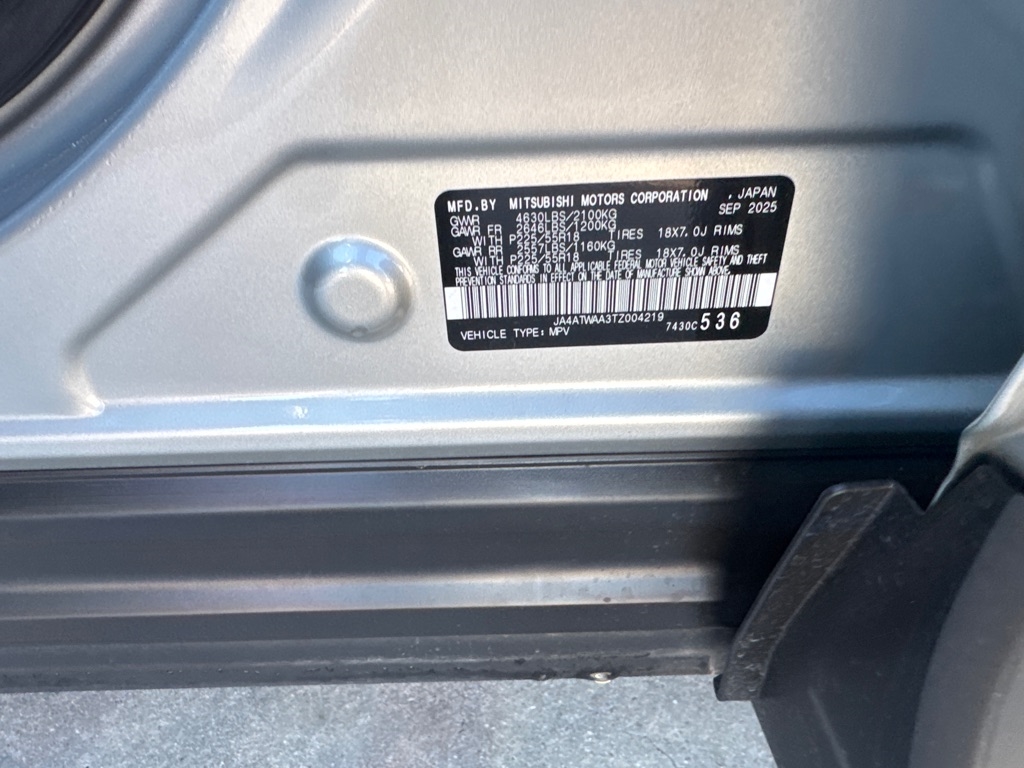 MFD.BY MITSUBISHI MOTORS CORPORATION , JAPAN
SEP 2025
GVWR 4630LBS/2100KG
GAWR FR 2646LBS/1200KG
WITH P225/55R18 TIRES 18X7.0J RIMS
GAWR RR 2557LBS/1160KG
WITH P225/55R18 TIRES 18X7.0J RIMS
THIS VEHICLE CONFORMS TO ALL APPLICABLE FEDERAL MOTOR VEHICLE SAFETY AND THEFT
PREVENTION STANDARDS IN EFFECT ON THE DATE OF MANUFACTURE SHOWN ABOVE.
JA4ATWAA3TZ004219
VEHICLE TYPE: MPV 7430C 536